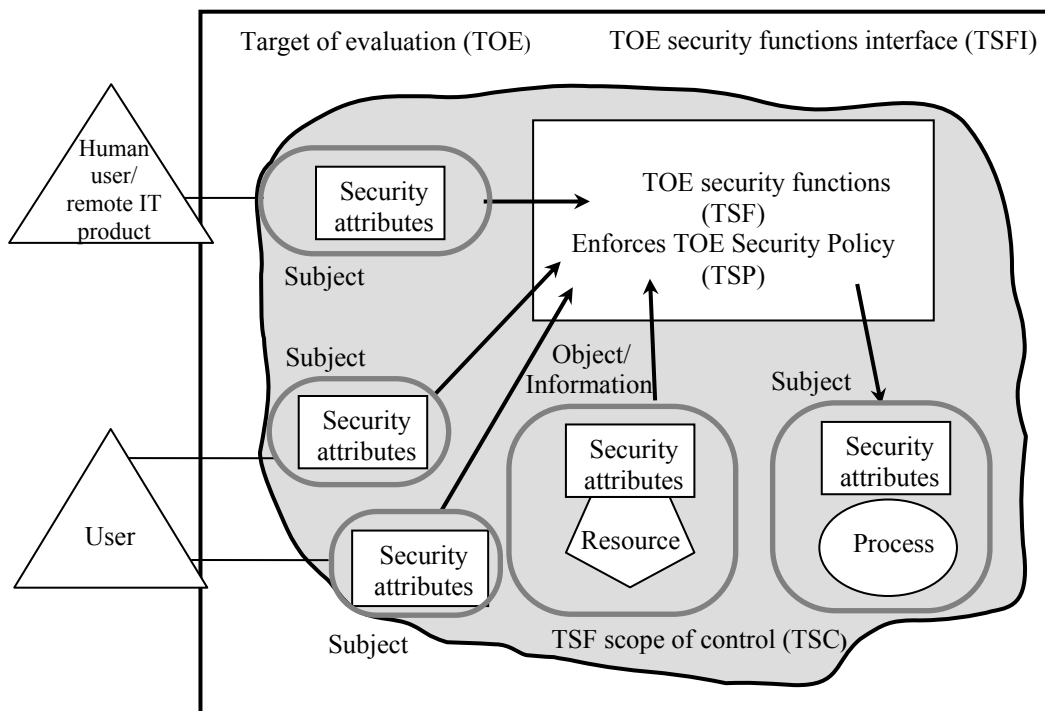 Target of evaluation (TOE)
TOE security functions interface (TSFI)
Human
user/
remote IT
product
Security
attributes
Subject
TOE security functions
(TSF)
Enforces TOE Security Policy
(TSP)
Subject
Security
attributes
Object/
Information
Security
attributes
Resource
Subject
Security
attributes
Process
User
Security
attributes
Subject
TSF scope of control (TSC)